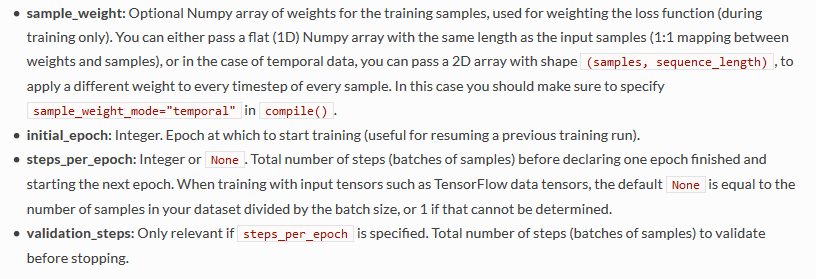 • sample_weight: Optional Numpy array of weights for the training samples, used for weighting the loss function (during
training only). You can either pass a flat (1D) Numpy array with the same length as the input samples (1:1 mapping between
weights and samples), or in the case of temporal data, you can pass a 2D array with shape (samples, sequence_length) , to
apply a different weight to every timestep of every sample. In this case you should make sure to specify
sample_weight_mode="temporal" in compile() .
• initial_epoch: Integer. Epoch at which to start training (useful for resuming a previous training run).
• steps_per_epoch: Integer or None . Total number of steps (batches of samples) before declaring one epoch finished and
starting the next epoch. When training with input tensors such as TensorFlow data tensors, the default None is equal to the
number of samples in your dataset divided by the batch size, or 1 if that cannot be determined.
• validation_steps: Only relevant if steps_per_epoch is specified. Total number of steps (batches of samples) to validate
before stopping.